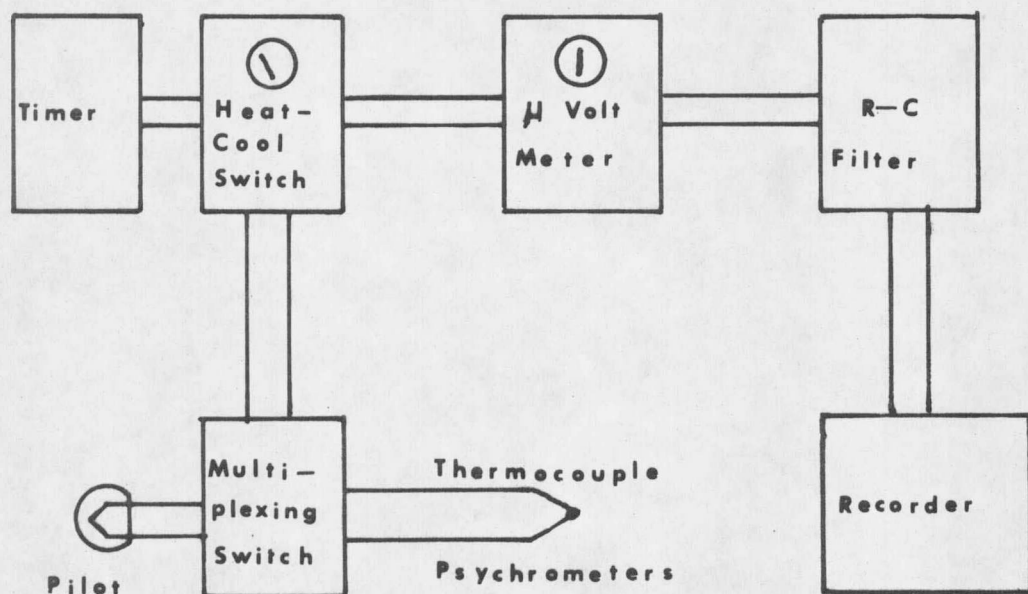 Timer
Heat-
Cool
Switch
μ Volt
Meter
R-C
Filter
Multi-
plexing
Switch
Thermocouple
Psychrometers
Pilot
Recorder